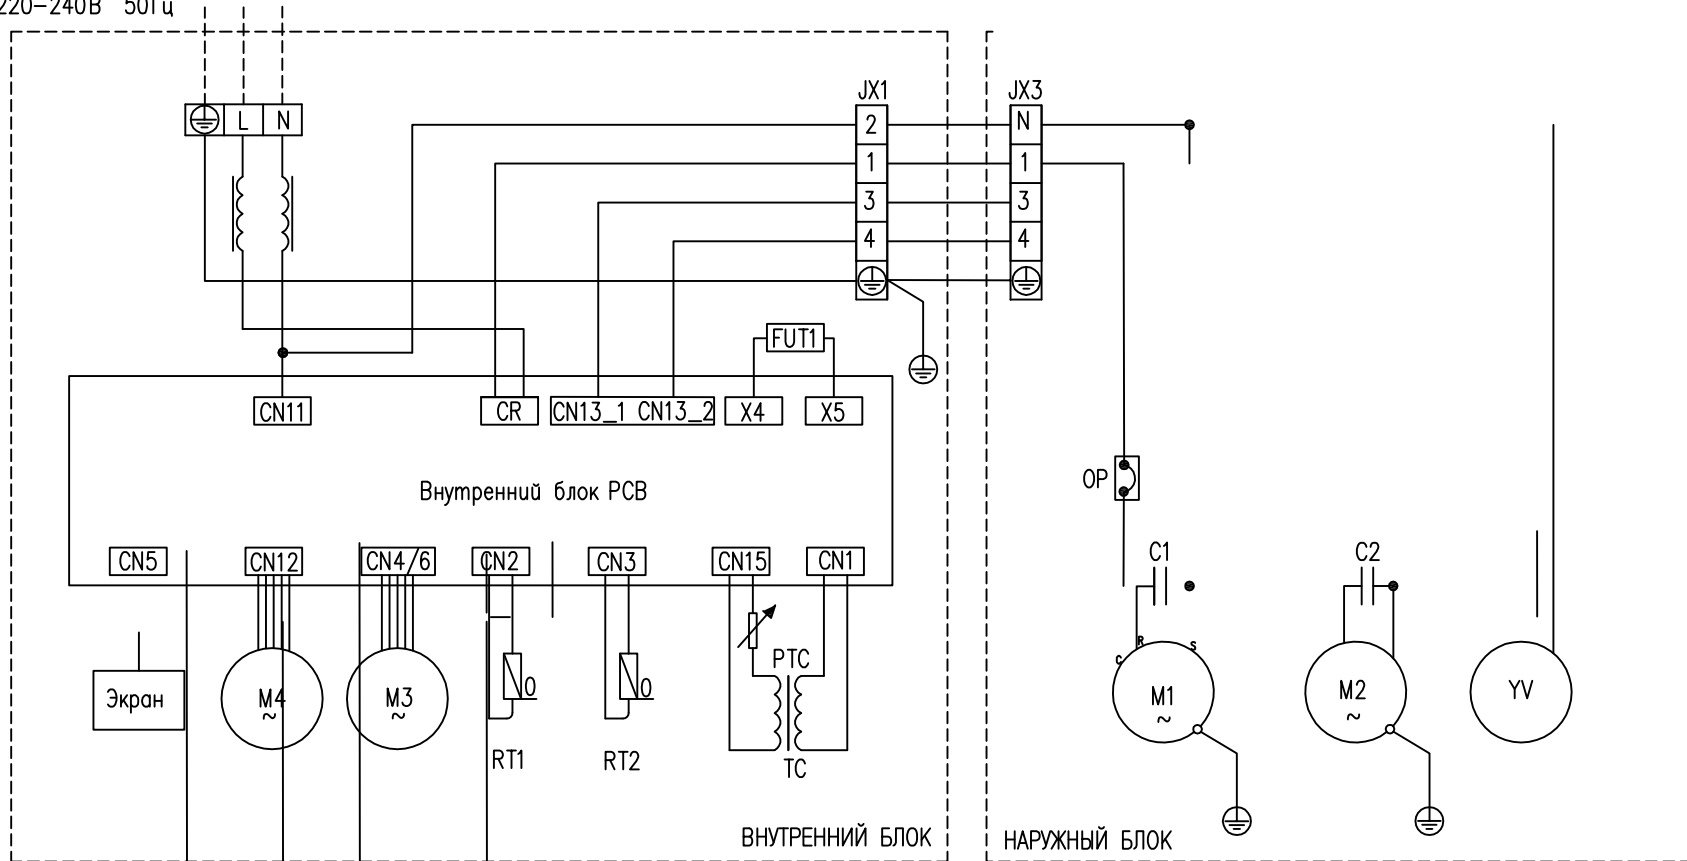 220-240В 50Гц
JX1 JX3
L N 2 N
1 1
3 3
4 4
FUT1
CN11 CR CN13_1 CN13_2 X4 X5
OP
Внутренний блок PCB
CN5 CN12 CN4/6 CN2 CN3 CN15 CN1
C1 C2
R S
C
PTC
Экран M4 ~ M3 ~ 0 0 M1 ~ M2 ~ YV
RT1 RT2 TC
ВНУТРЕННИЙ БЛОК НАРУЖНЫЙ БЛОК